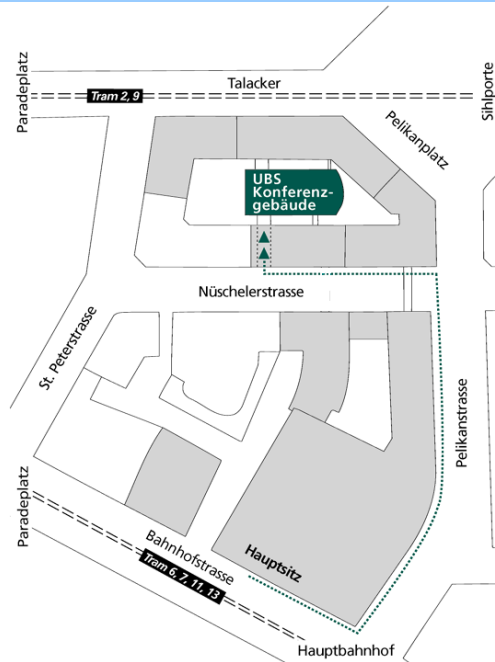 Paradeplatz
Talacker
Tram 2, 9
Sihlporte
Pelikanplatz
UBS
Konferenz-
gebäude
Nüschelerstrasse
St. Peterstrasse
Pelikanstrasse
Paradeplatz
Bahnhofstrasse
Tram 6, 7, 11, 13
Hauptsitz
Hauptbahnhof